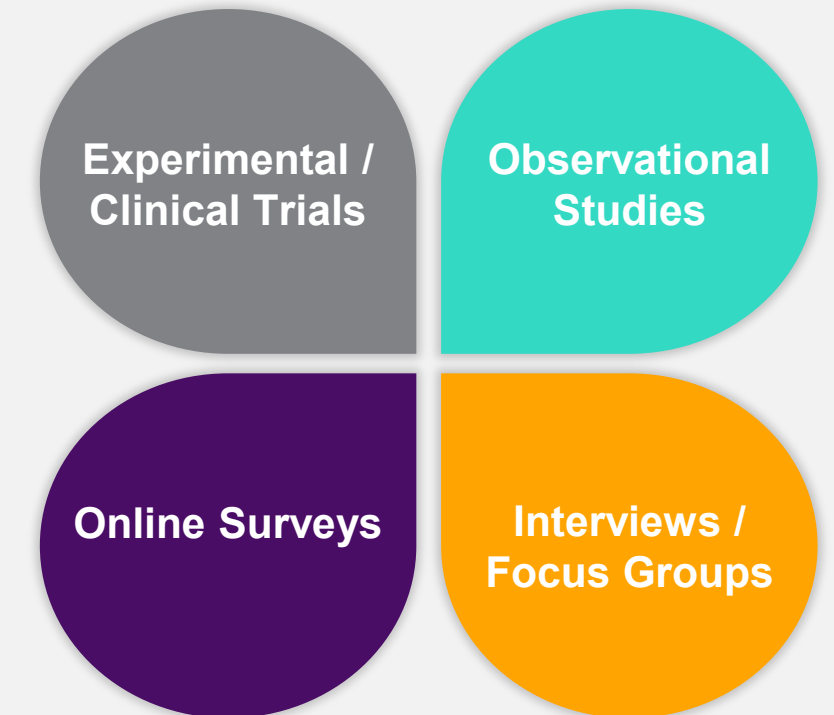 Experimental /
Clinical Trials
Observational
Studies
Online Surveys
Interviews /
Focus Groups